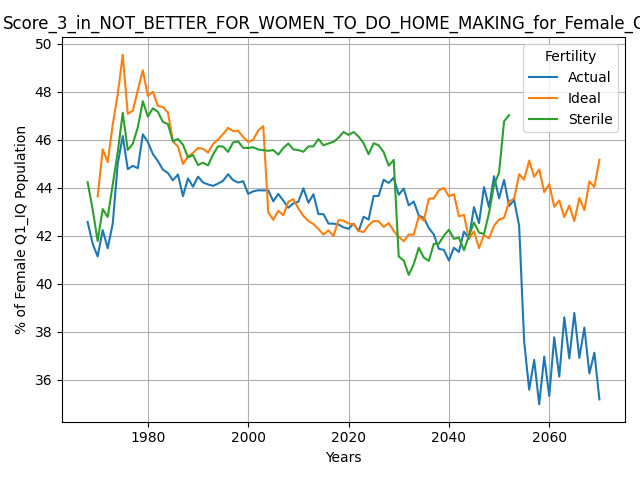 Score_3_in_NOT_BETTER_FOR_WOMEN_TO_DO_HOME_MAKING_for_Female_
50
48
46
44
42
40
38
36
% of Female Q1_IQ Population
Fertility
Actual
Ideal
Sterile
1980
2000
2020
2040
2060
Years